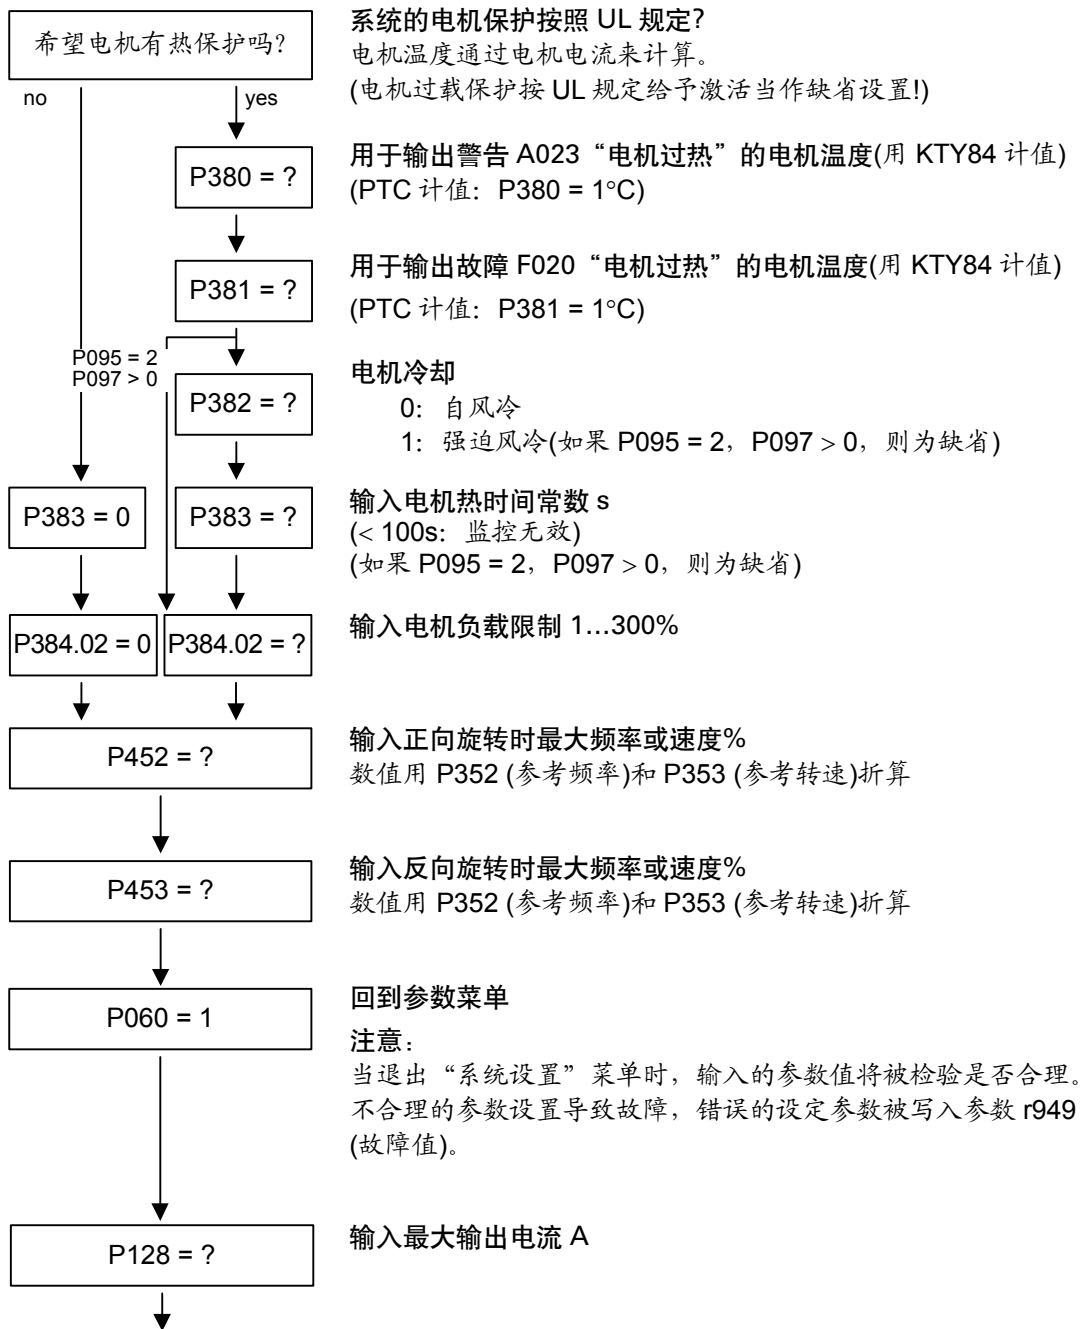 希望电机有热保护吗?
系统的电机保护按照 UL 规定?
电机温度通过电机电流来计算。
(电机过载保护按 UL 规定给予激活当作缺省设置!)
no
yes
P380 = ?
用于输出警告 A023“电机过热”的电机温度(用 KTY84 计值)
(PTC 计值：P380 = 1°C)
P381 = ?
用于输出故障 F020“电机过热”的电机温度(用 KTY84 计值)
(PTC 计值：P381 = 1°C)
P095 = 2
P097 > 0
P382 = ?
电机冷却
0：自风冷
1：强迫风冷(如果 P095 = 2，P097 > 0，则为缺省)
P383 = 0
P383 = ?
输入电机热时间常数 s
(< 100s：监控无效)
(如果 P095 = 2，P097 > 0，则为缺省)
P384.02 = 0
P384.02 = ?
输入电机负载限制 1…300%
P452 = ?
输入正向旋转时最大频率或速度%
数值用 P352 (参考频率)和 P353 (参考转速)折算
P453 = ?
输入反向旋转时最大频率或速度%
数值用 P352 (参考频率)和 P353 (参考转速)折算
P060 = 1
回到参数菜单
注意：
当退出“系统设置”菜单时，输入的参数值将被检验是否合理。
不合理的参数设置导致故障，错误的设定参数被写入参数 r949
(故障值)。
P128 = ?
输入最大输出电流 A